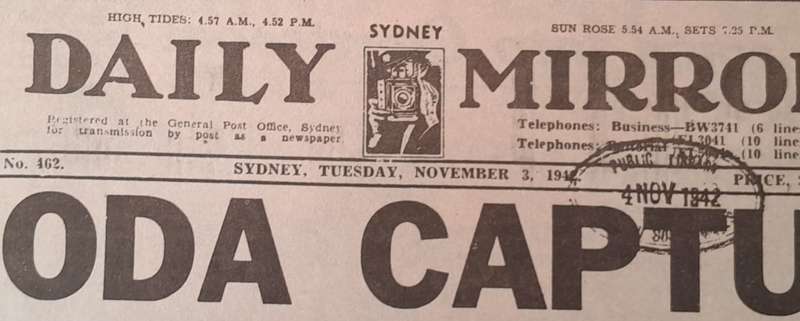 HIGH TIDES: 4.57 A.M., 4.52 P.M.
SUN ROSE 5.54 A.M., SETS 7.25 P.M.
DAILY SYDNEY MIRRO
Registered at the General Post Office, Sydney
for transmission by post as a newspaper
Telephones: Business—BW3741 (6 line
Telephones: 3041 (10 line
(10 line
No. 462.
SYDNEY, TUESDAY, NOVEMBER 3, 194
PRICE,
PUBLIC LIBRARY
4 NOV 1942
ODA CAPTU